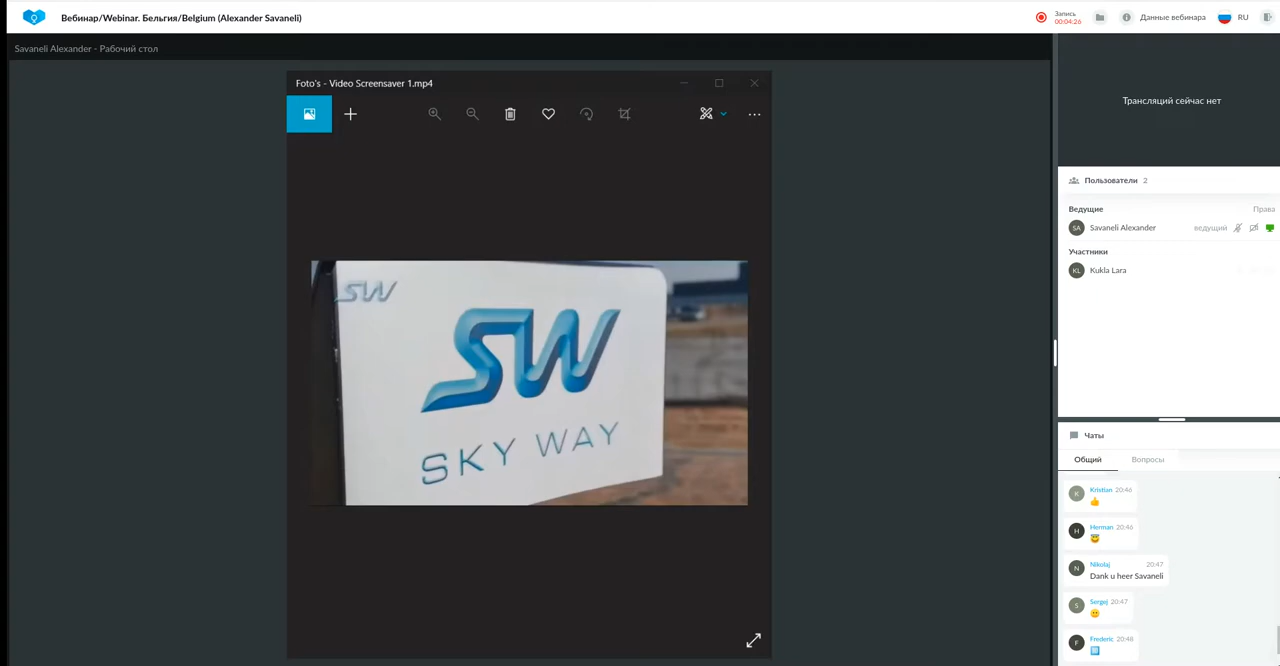 Вебинар/Webinar. Бельгия/Belgium (Alexander Savaneli)
Запись
00:04:26
Данные вебинара
RU
Savaneli Alexander - Рабочий стол
Foto's - Video Screensaver 1.mp4
SW
SW
SKY WAY
Трансляций сейчас нет
Пользователи 2
Ведущие
Права
SA Savaneli Alexander ведущий
Участники
KL Kukla Lara
Чаты
Общий
Вопросы
K Kristian 20:46
H Herman 20:46
N Nikolaj 20:47
Dank u heer Savaneli
S Sergej 20:47
F Frederic 20:48